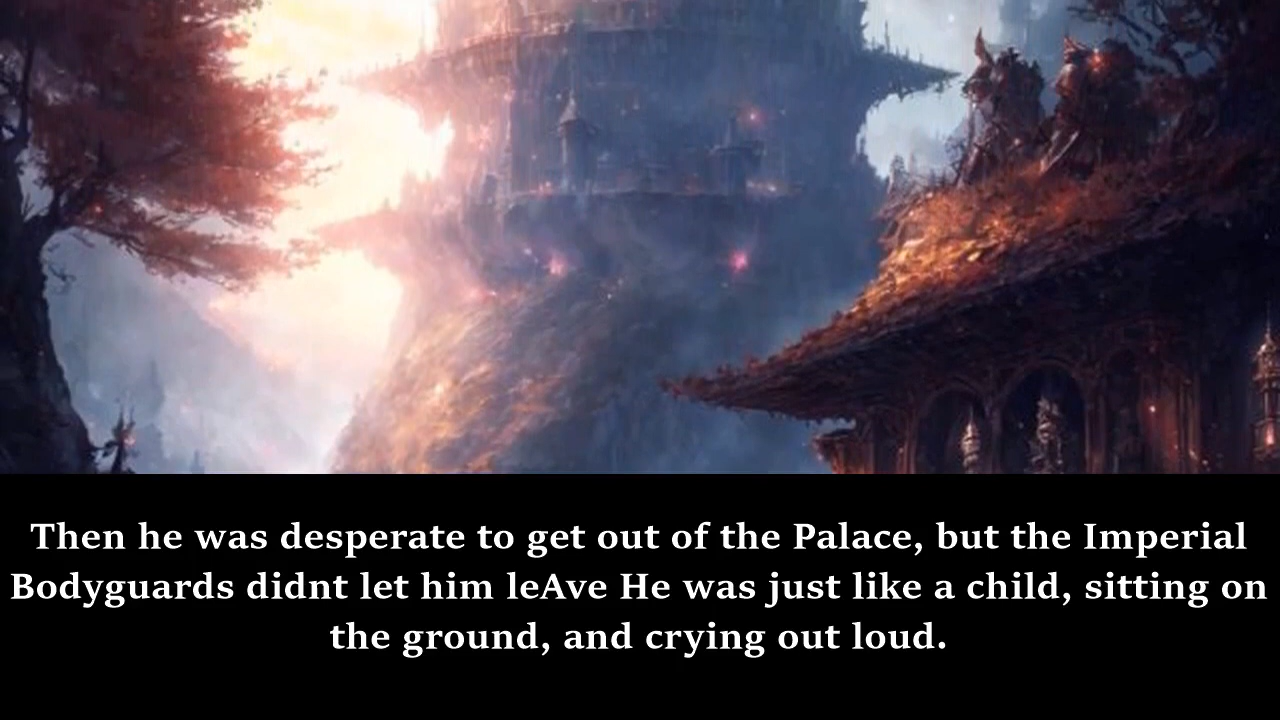 Then he was desperate to get out of the Palace, but the Imperial
Bodyguards didnt let him leAve He was just like a child, sitting on
the ground, and crying out loud.